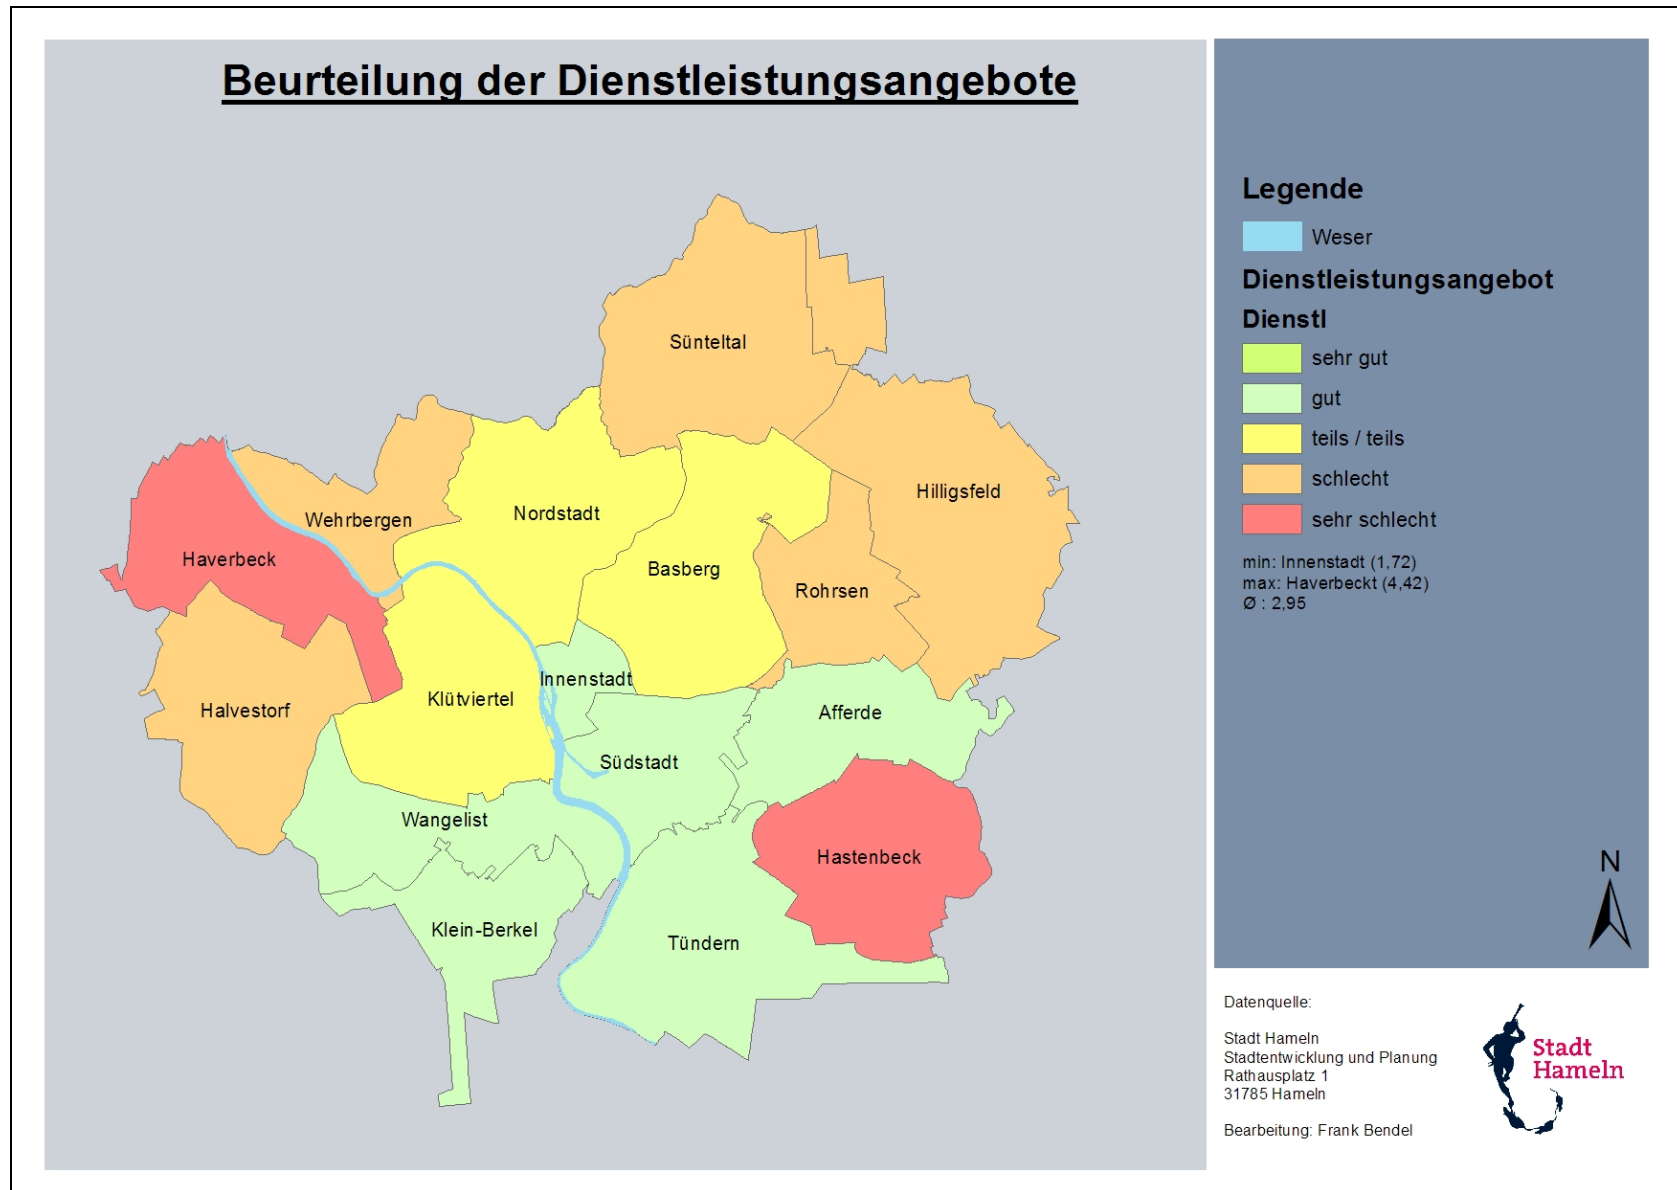 Beurteilung der Dienstleistungsangebote
Sünteltal
Hilligsfeld
Wehrbergen
Nordstadt
Haverbeck
Basberg
Rohrsen
Innenstadt
Klütviertel
Halvestorf
Afferde
Südstadt
Wangelist
Hastenbeck
Klein-Berkel
Tündern
Legende
Weser
Dienstleistungsangebot
Dienstl
sehr gut
gut
teils / teils
schlecht
sehr schlecht
min: Innenstadt (1,72)
max: Haverbeckt (4,42)
Ø : 2,95
N
Datenquelle:
Stadt Hameln
Stadtentwicklung und Planung
Rathausplatz 1
31785 Hameln
Bearbeitung: Frank Bendel
Stadt
Hameln